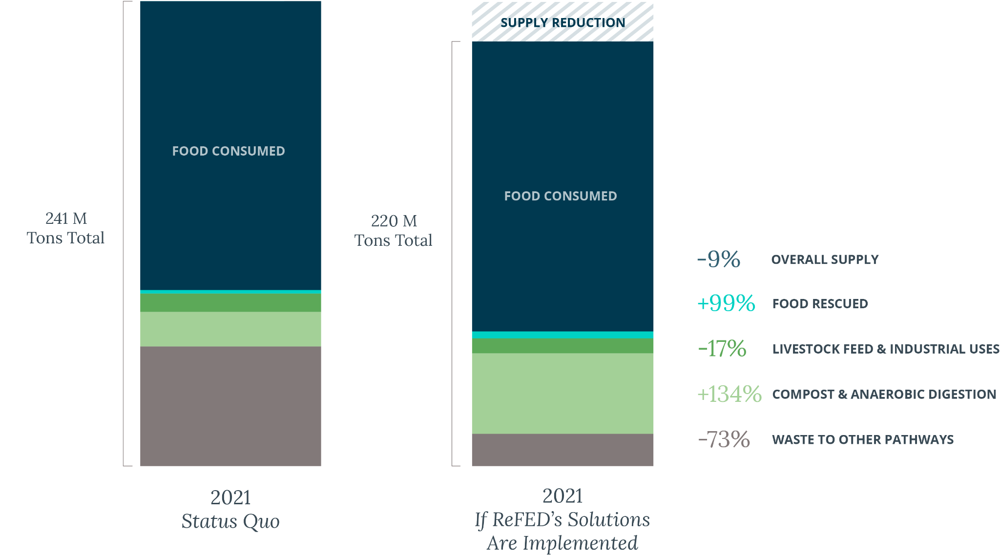 241 M
Tons Total
FOOD CONSUMED
2021
Status Quo
220 M
Tons Total
SUPPLY REDUCTION
FOOD CONSUMED
2021
If ReFED’s Solutions
Are Implemented
-9% OVERALL SUPPLY
+99% FOOD RESCUED
-17% LIVESTOCK FEED & INDUSTRIAL USES
+134% COMPOST & ANAEROBIC DIGESTION
-73% WASTE TO OTHER PATHWAYS